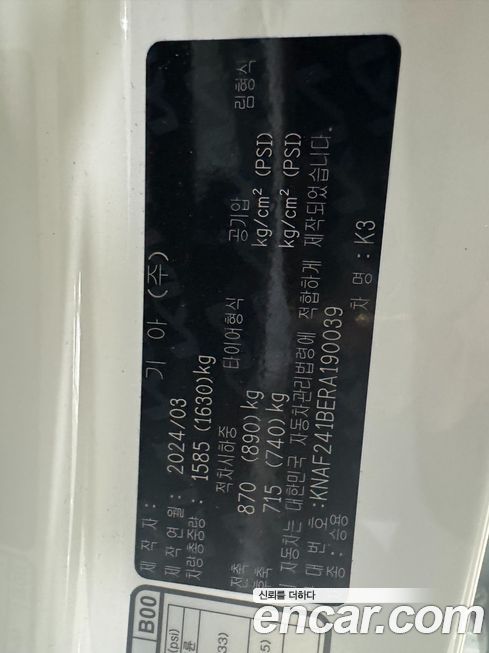 제작자 : 기아 (주)
제작연월 : 2024/03
차량총중량 : 1585 (1630)kg
적차시하중 타이어형식 공기압 림형식
전축 870 (890)kg kg/cm² (PSI)
후축 715 (740)kg kg/cm² (PSI)
이 자동차는 대한민국 자동차관리법령에 적합하게 제작되었습니다.
대번호 :KNAF241BERA190039
종 :승용 차명 :K3
B00
(psi)
33)
5)
신뢰를 더하다
encar.com